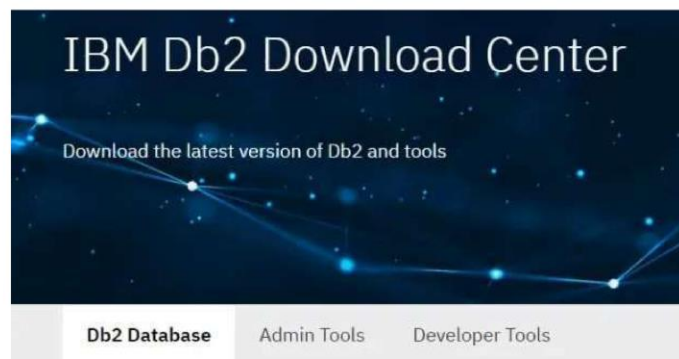 IBM Db2 Download Center
Download the latest version of Db2 and tools
Db2 Database Admin Tools Developer Tools